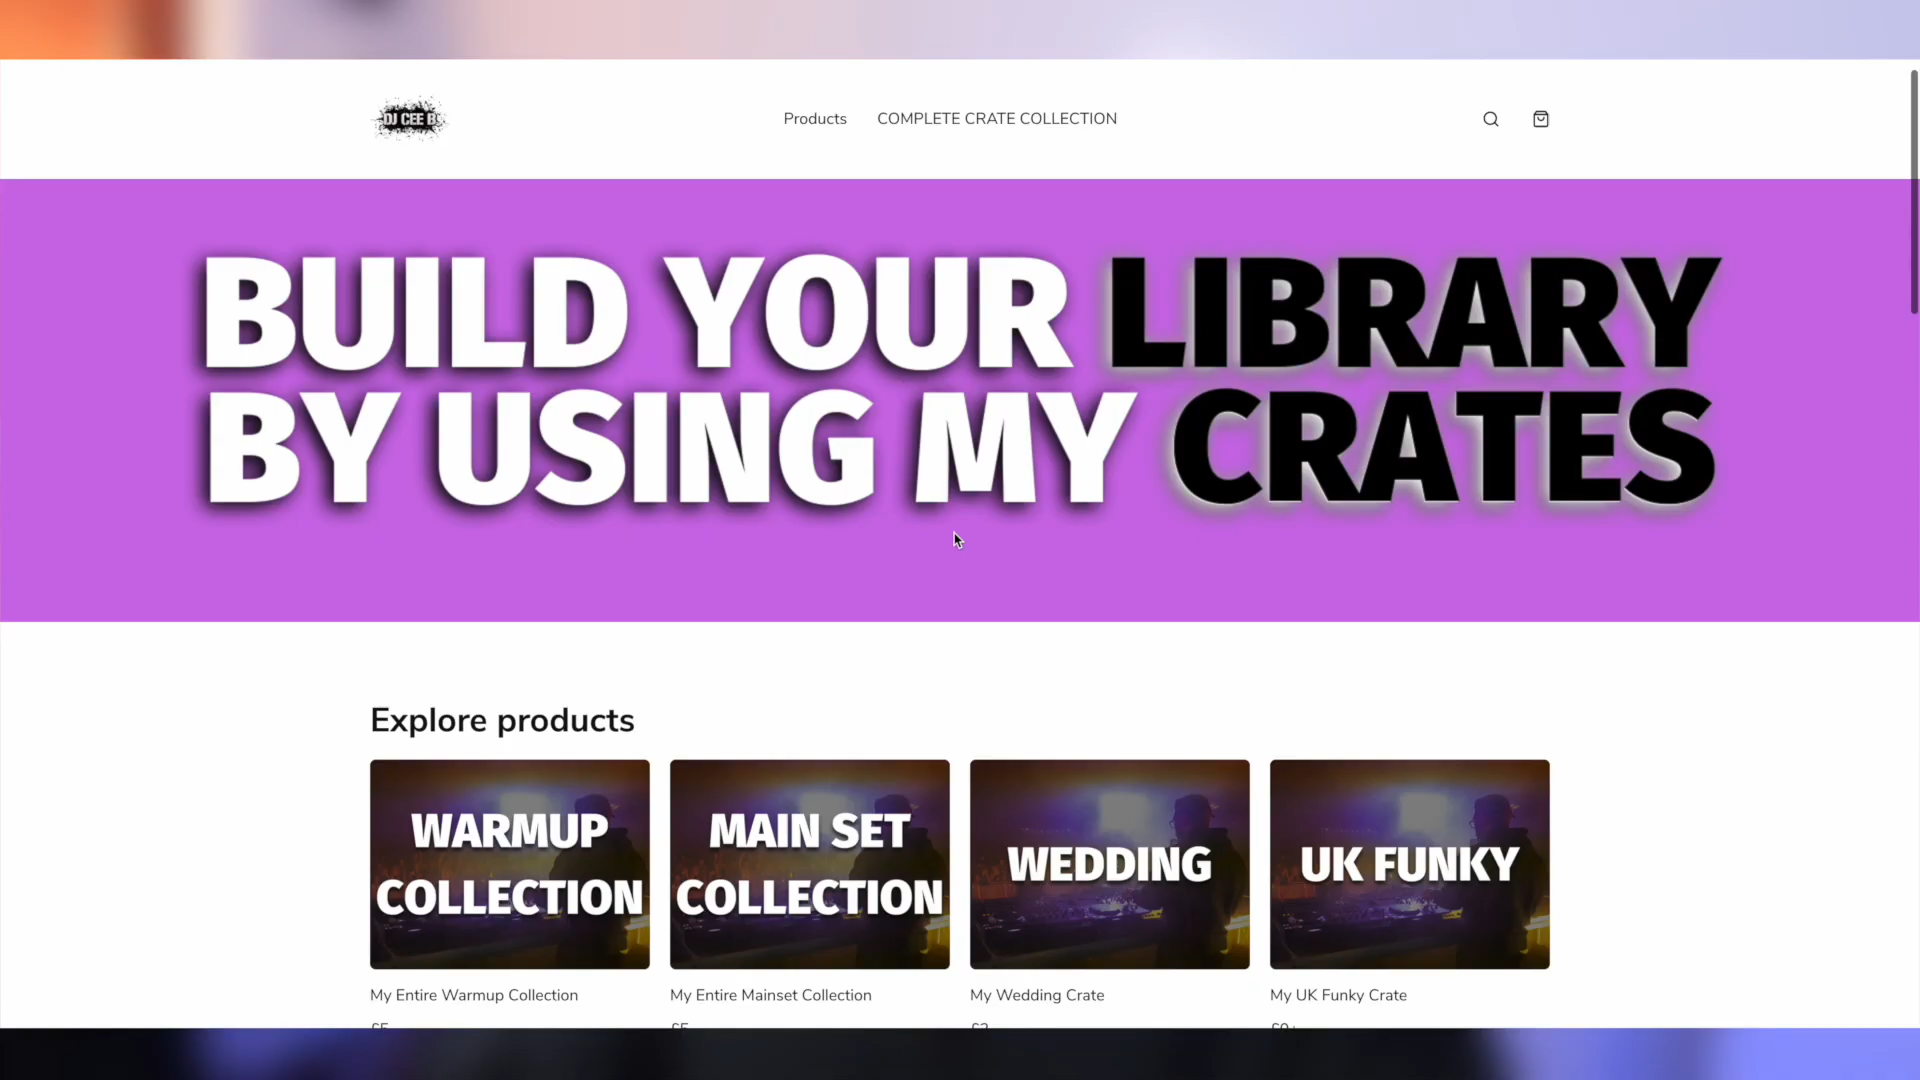 DJ CEE B
Products
COMPLETE CRATE COLLECTION
BUILD YOUR LIBRARY
BY USING MY CRATES
Explore products
WARMUP
COLLECTION
MAIN SET
COLLECTION
WEDDING
UK FUNKY
My Entire Warmup Collection
My Entire Mainset Collection
My Wedding Crate
My UK Funky Crate